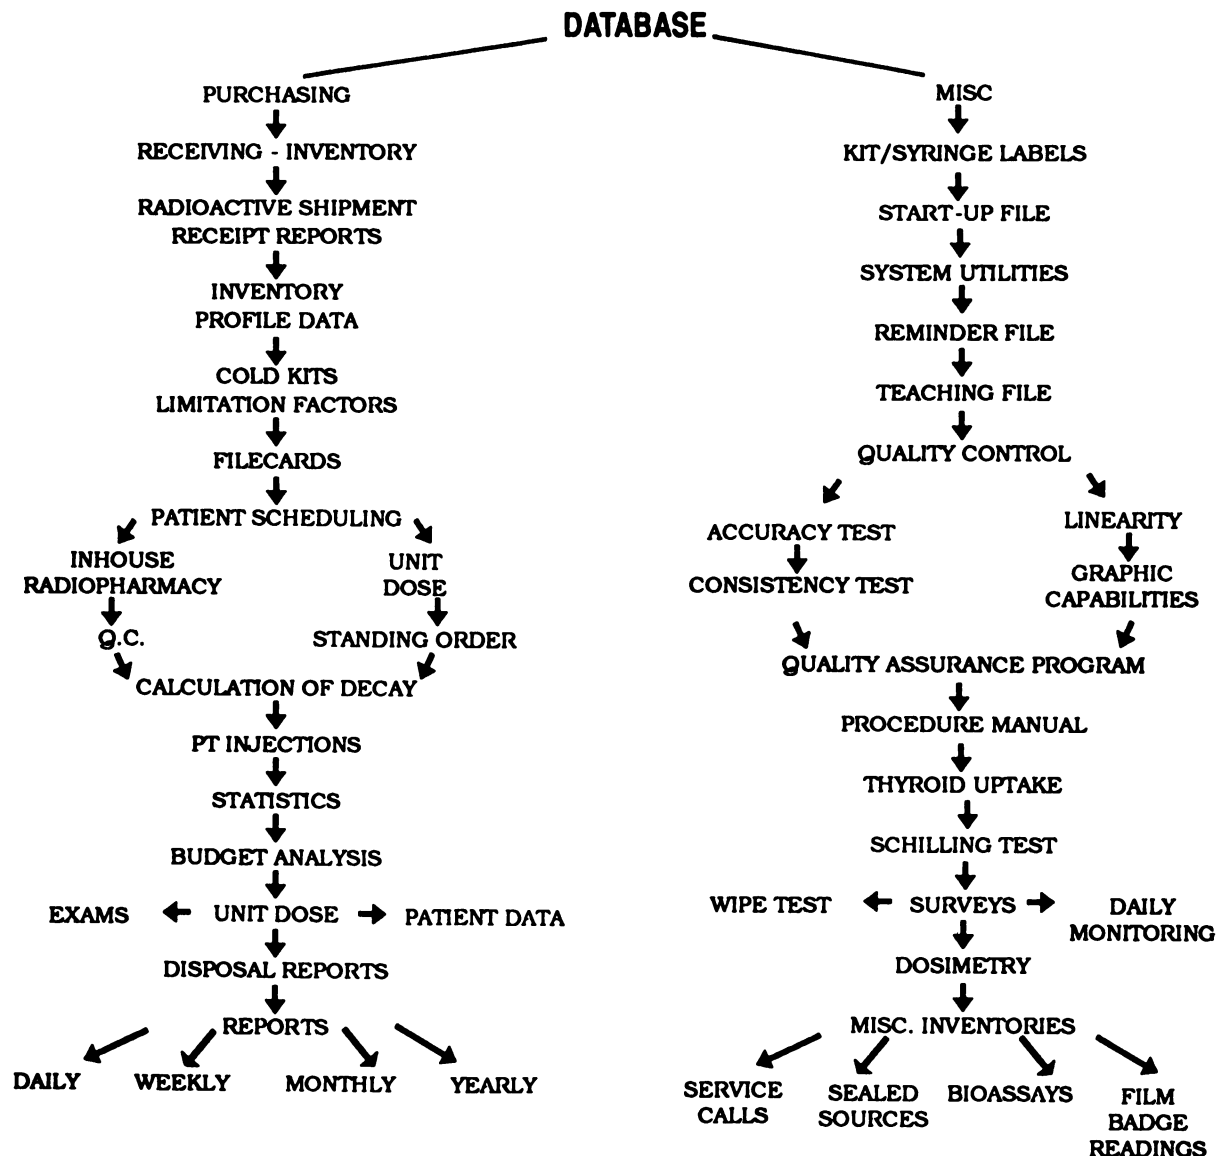 DATABASE
PURCHASING
RECEIVING - INVENTORY
RADIOACTIVE SHIPMENT
RECEIPT REPORTS
INVENTORY
PROFILE DATA
COLD KITS
LIMITATION FACTORS
FILECARDS
PATIENT SCHEDULING
INHOUSE
RADIOPHARMACY
UNIT
DOSE
Q.C.
STANDING ORDER
CALCULATION OF DECAY
PT INJECTIONS
STATISTICS
BUDGET ANALYSIS
EXAMS
UNIT DOSE
PATIENT DATA
DISPOSAL REPORTS
REPORTS
DAILY
WEEKLY
MONTHLY
YEARLY
MISC
KIT/SYRINGE LABELS
START-UP FILE
SYSTEM UTILITIES
REMINDER FILE
TEACHING FILE
QUALITY CONTROL
ACCURACY TEST
CONSISTENCY TEST
LINEARITY
GRAPHIC
CAPABILITIES
QUALITY ASSURANCE PROGRAM
PROCEDURE MANUAL
THYROID UPTAKE
SCHILLING TEST
WIPE TEST
SURVEYS
DAILY
MONITORING
DOSIMETRY
MISC. INVENTORIES
SERVICE
CALLS
SEALED
SOURCES
BIOASSAYS
FILM
BADGE
READINGS